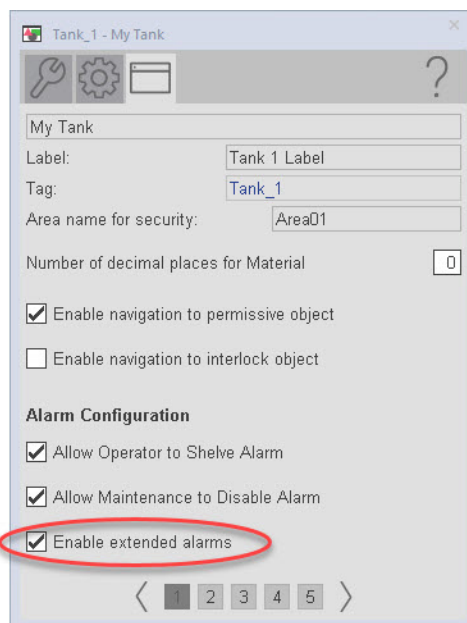 Tank_1 - My Tank
My Tank
Label: Tank 1 Label
Tag: Tank_1
Area name for security: Area01
Number of decimal places for Material 0
Enable navigation to permissive object
Enable navigation to interlock object
Alarm Configuration
Allow Operator to Shelve Alarm
Allow Maintenance to Disable Alarm
Enable extended alarms
1 2 3 4 5